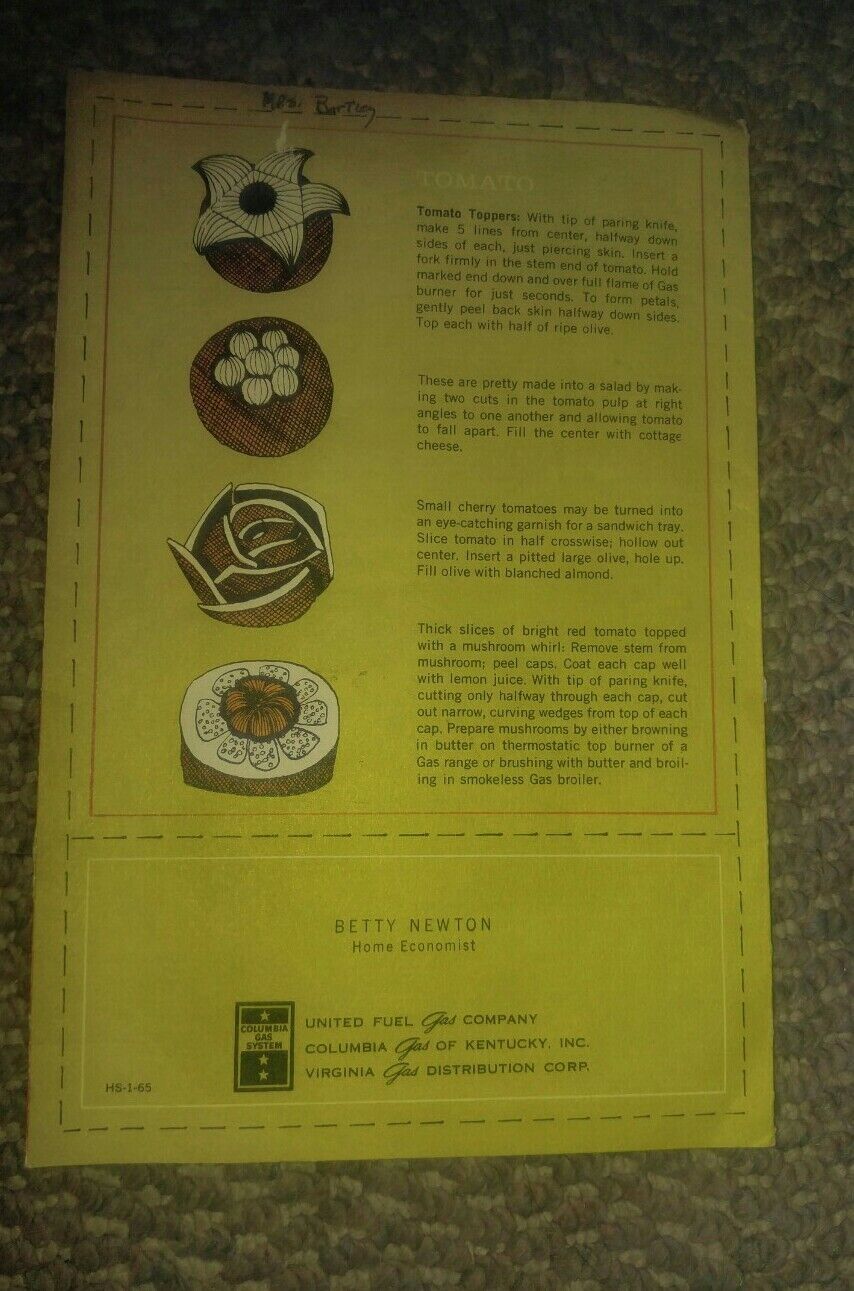 Mrs. Bartley
TOMATO
Tomato Toppers: With tip of paring knife,
make 5 lines from center, halfway down
sides of each, just piercing skin. Insert a
fork firmly in the stem end of tomato. Hold
marked end down and over full flame of Gas
burner for just seconds. To form petals,
gently peel back skin halfway down sides.
Top each with half of ripe olive.
These are pretty made into a salad by mak-
ing two cuts in the tomato pulp at right
angles to one another and allowing tomato
to fall apart. Fill the center with cottage
cheese.
Small cherry tomatoes may be turned into
an eye-catching garnish for a sandwich tray.
Slice tomato in half crosswise; hollow out
center. Insert a pitted large olive, hole up.
Fill olive with blanched almond.
Thick slices of bright red tomato topped
with a mushroom whirl: Remove stem from
mushroom; peel caps. Coat each cap well
with lemon juice. With tip of paring knife,
cutting only halfway through each cap, cut
out narrow, curving wedges from top of each
cap. Prepare mushrooms by either browning
in butter on thermostatic top burner of a
Gas range or brushing with butter and broil-
ing in smokeless Gas broiler.
BETTY NEWTON
Home Economist
COLUMBIA
GAS
SYSTEM
UNITED FUEL Gas COMPANY
COLUMBIA Gas OF KENTUCKY, INC.
VIRGINIA Gas DISTRIBUTION CORP.
HS-1-65